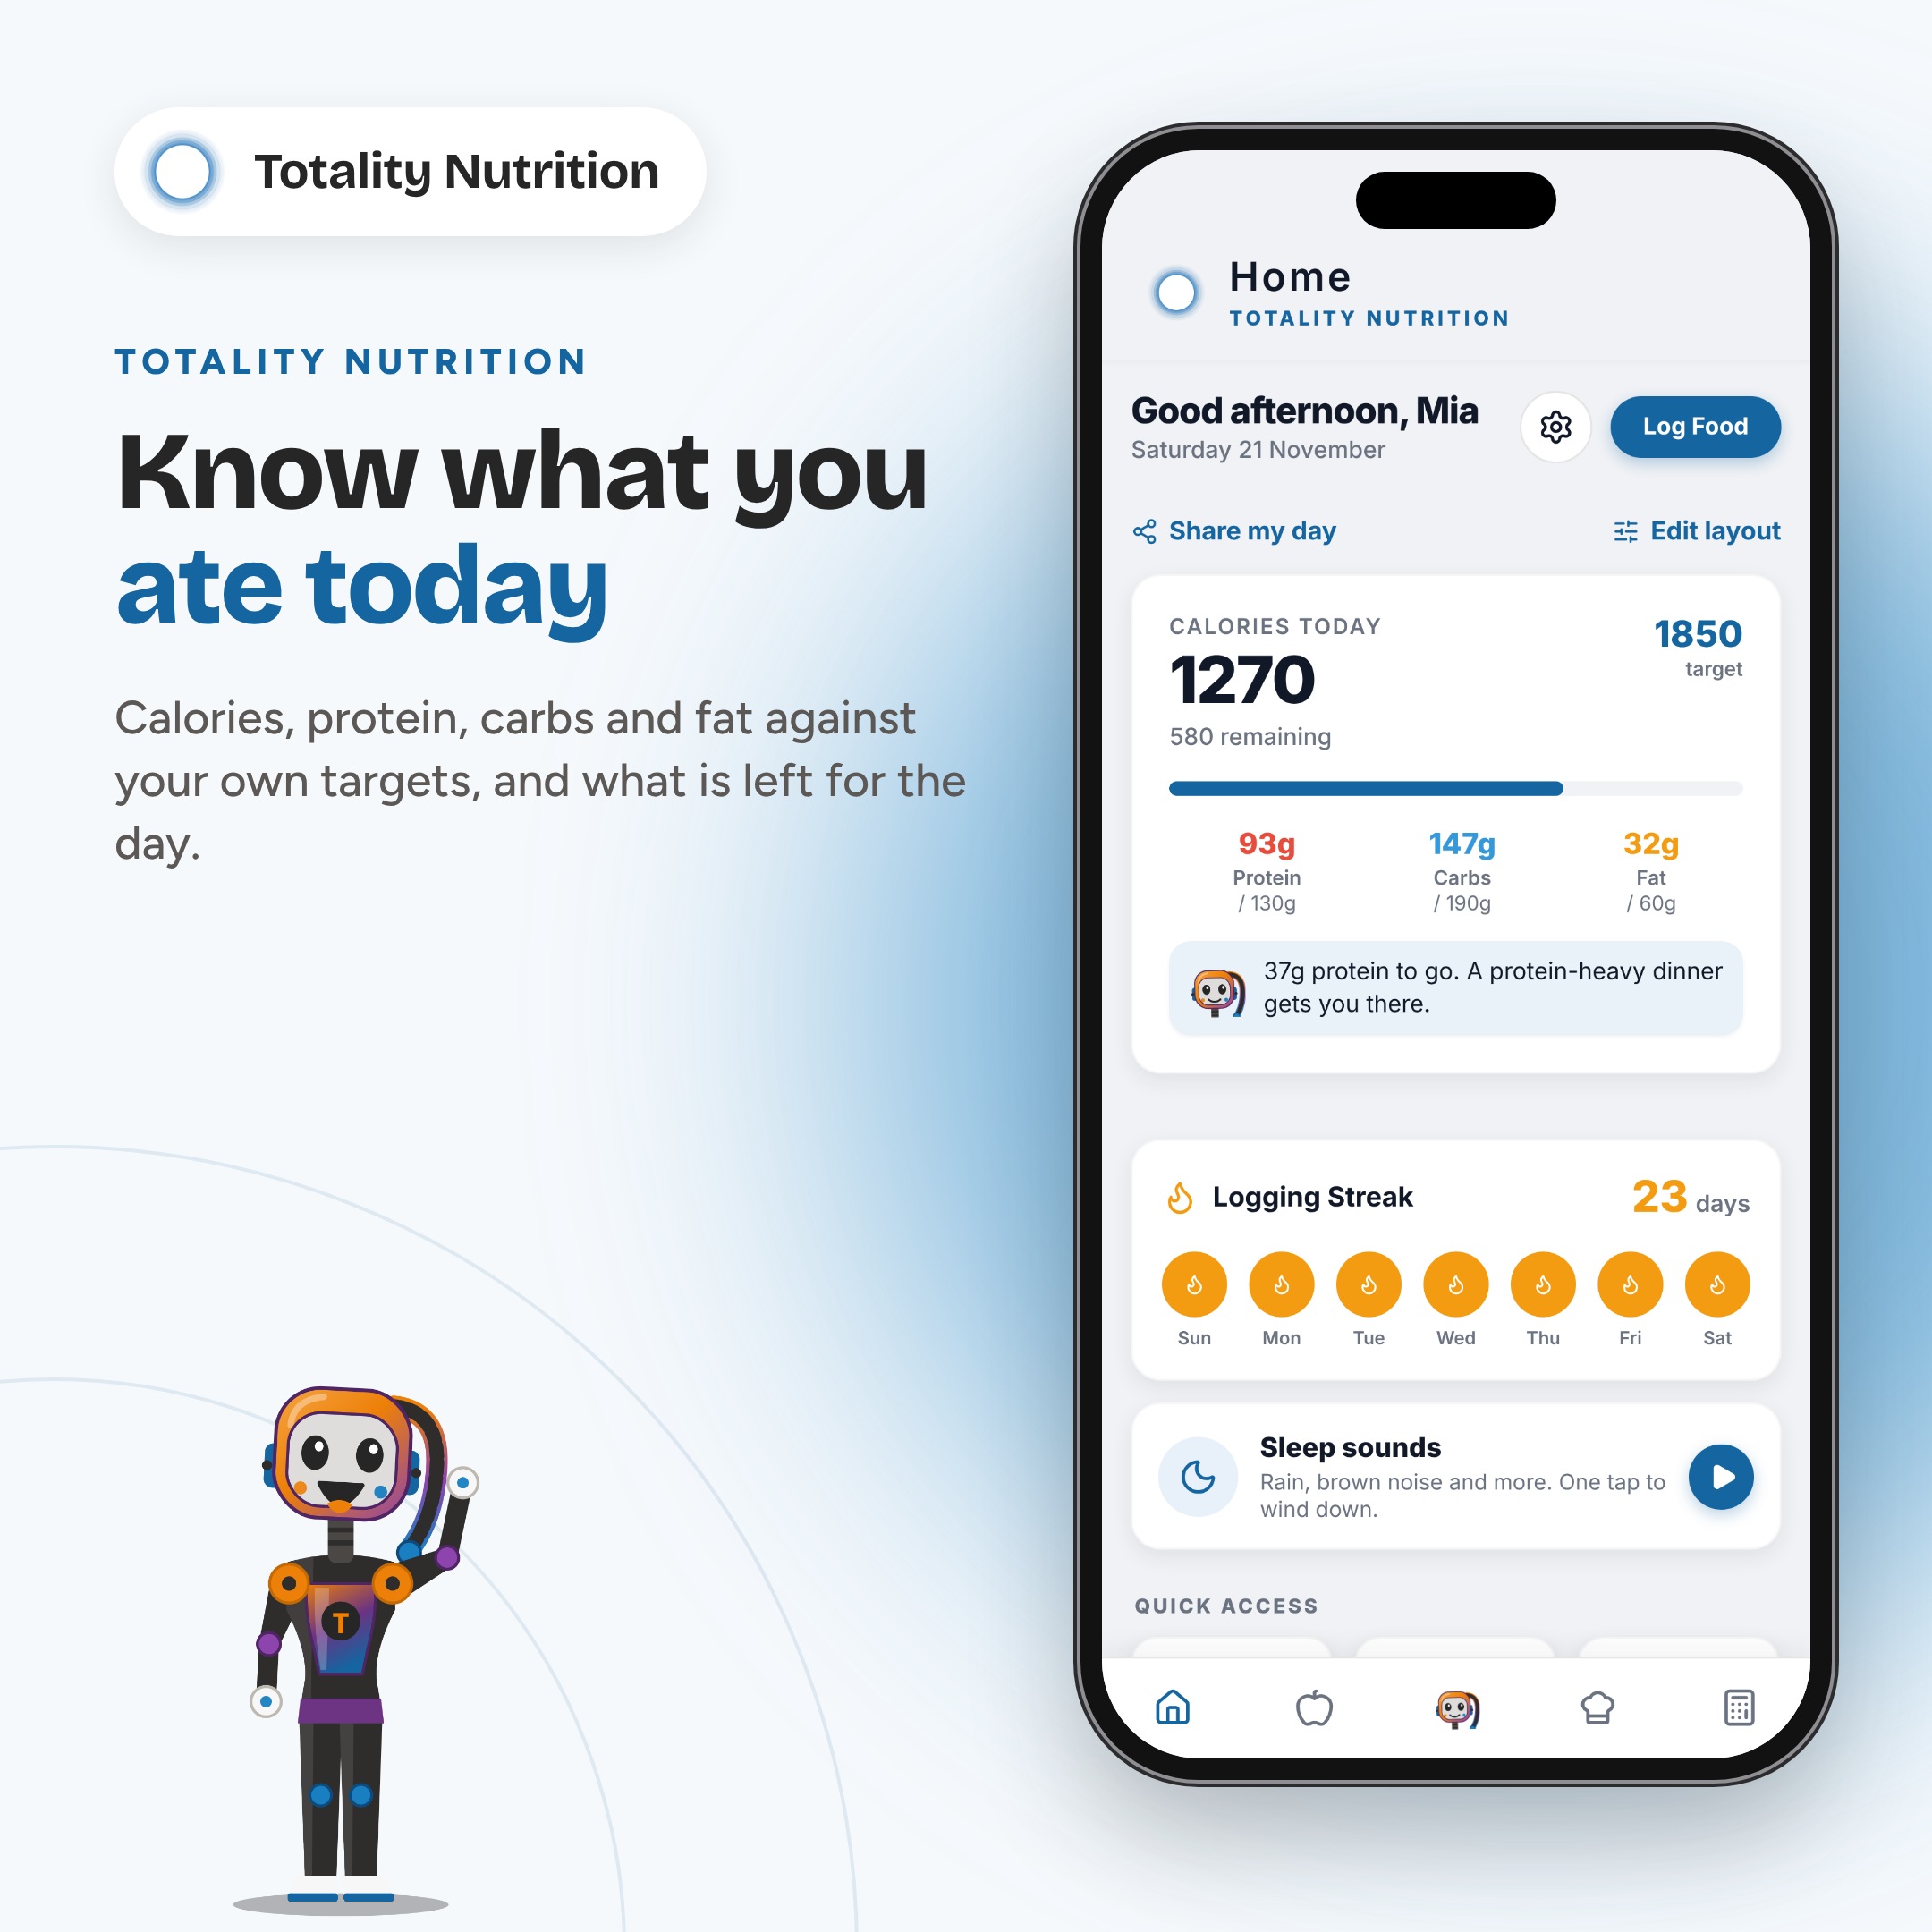 Totality Nutrition
TOTALITY NUTRITION
Know what you
ate today
Calories, protein, carbs and fat against
your own targets, and what is left for the
day.
T
Home
TOTALITY NUTRITION
Good afternoon, Mia
Saturday 21 November
Log Food
Share my day
Edit layout
CALORIES TODAY
1270
580 remaining
1850
target
93g
Protein
/ 130g
147g
Carbs
/ 190g
32g
Fat
/ 60g
37g protein to go. A protein-heavy dinner
gets you there.
Logging Streak
23 days
Sun Mon Tue Wed Thu Fri Sat
Sleep sounds
Rain, brown noise and more. One tap to
wind down.
QUICK ACCESS